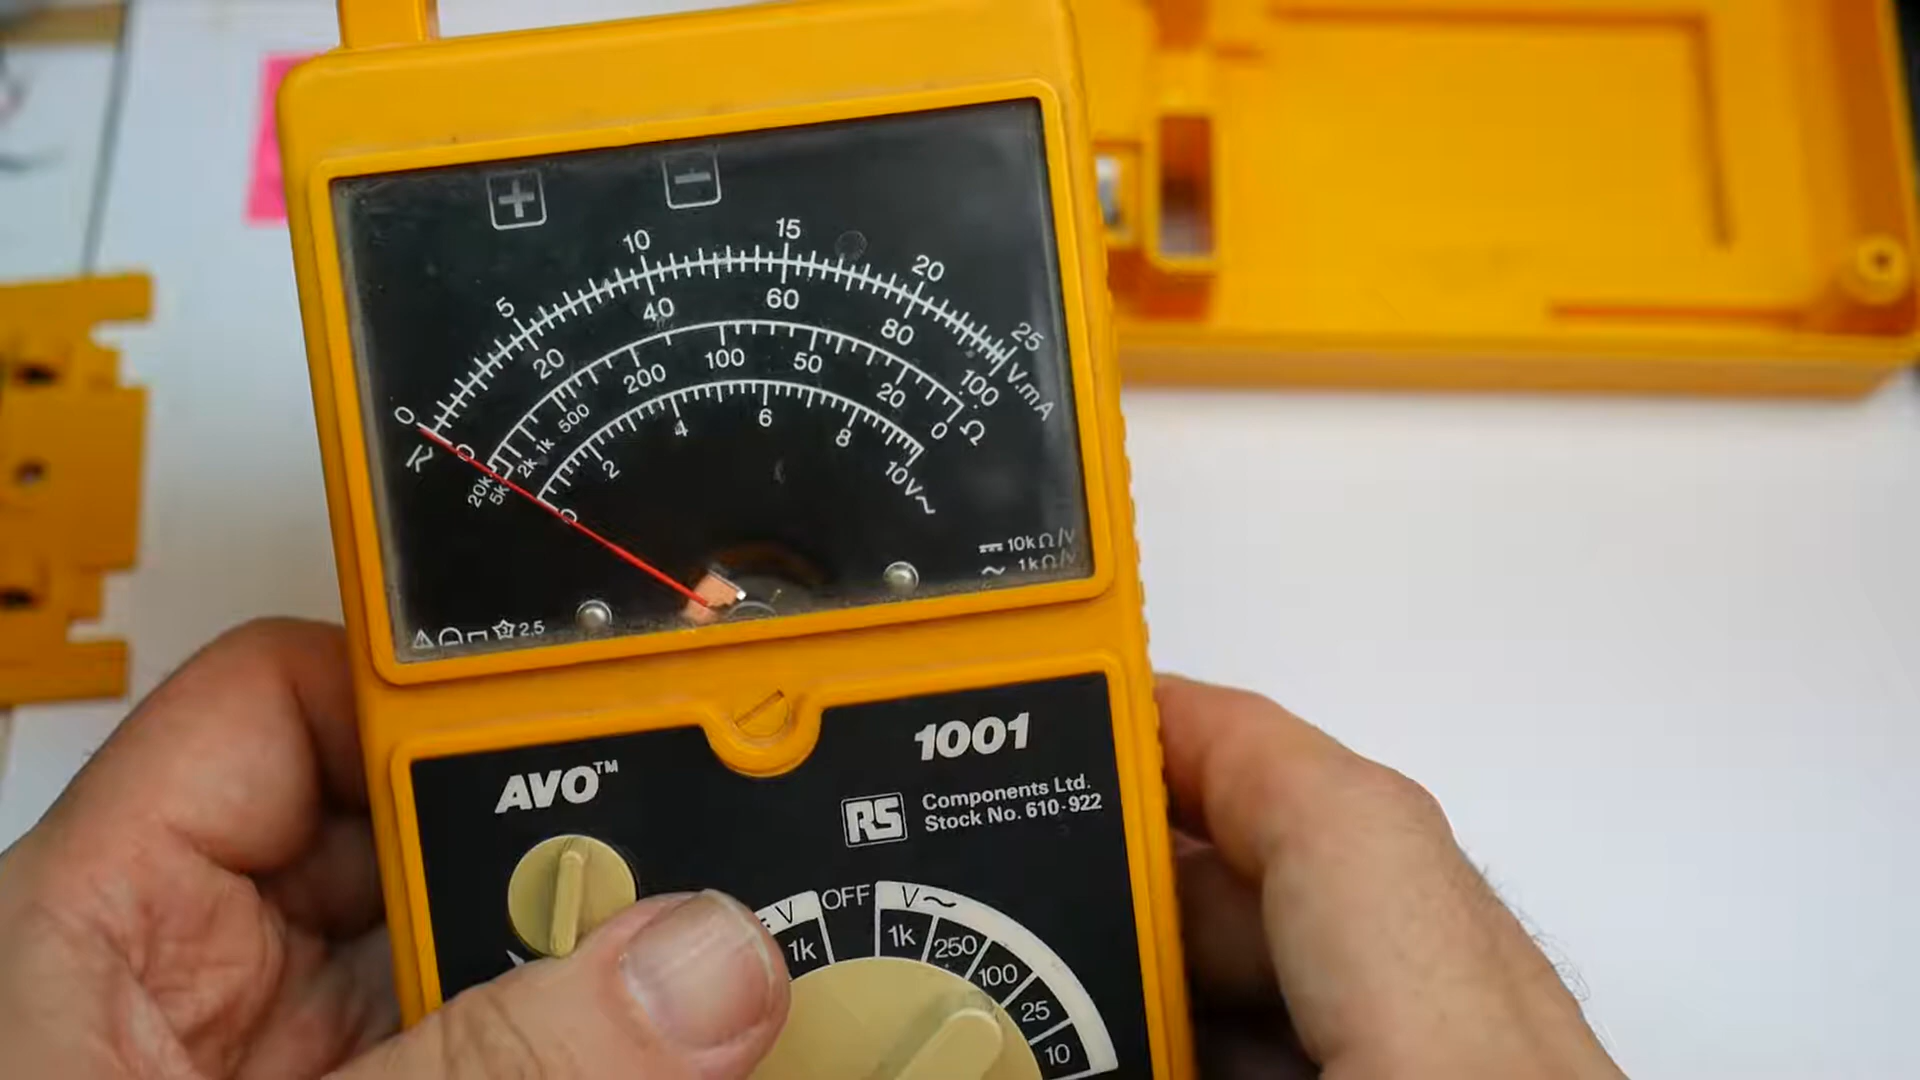 + −
0 5 10 15 20 25 V.mA
0 20 40 60 80 100
20k 5k 2k 1k 500 200 100 50 20 0 Ω
0 2 4 6 8 10V~
10kΩ/V
~ 1kΩ/V
2.5
AVO™ 1001
RS Components Ltd.
Stock No. 610-922
V OFF V~
1k 1k 250 100 25 10